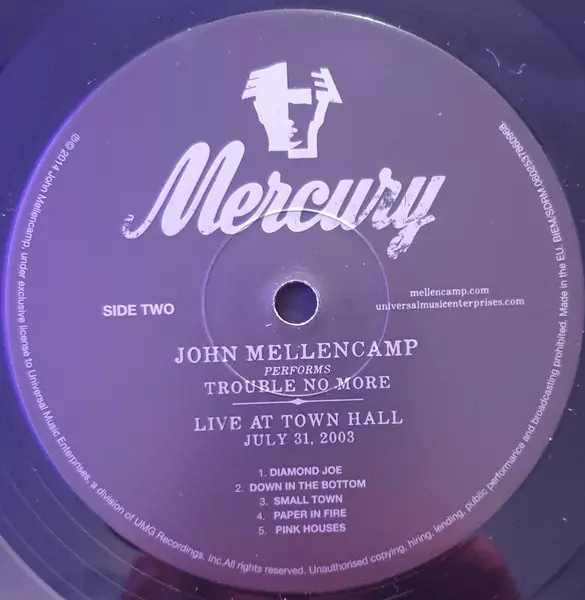 Mercury
SIDE TWO
mellencamp.com
universalmusicenterprises.com
JOHN MELLENCAMP
PERFORMS
TROUBLE NO MORE
LIVE AT TOWN HALL
JULY 31, 2003
1. DIAMOND JOE
2. DOWN IN THE BOTTOM
3. SMALL TOWN
4. PAPER IN FIRE
5. PINK HOUSES
℗© 2014 John Mellencamp, under exclusive license to Universal Music Enterprises, a division of UMG Recordings, Inc.All rights reserved. Unauthorised copying, hiring, lending, public performance and broadcasting prohibited. Made in the EU. BIEM/SDRM.